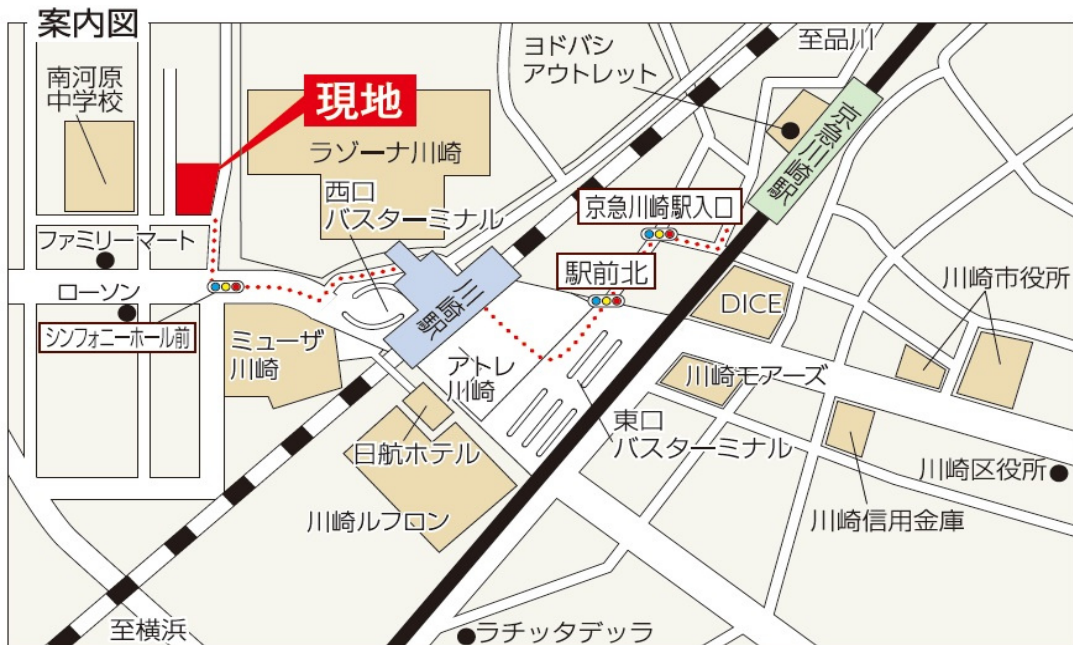 案内図
南河原
中学校
現地
ラゾーナ川崎
西口
バスターミナル
ヨドバシ
アウトレット
至品川
京急川崎駅
京急川崎駅入口
駅前北
ファミリーマート
ローソン
シンフォニーホール前
ミューザ
川崎
川崎駅
アトレ
川崎
DICE
川崎市役所
川崎モアーズ
東口
バスターミナル
日航ホテル
川崎ルフロン
川崎区役所
川崎信用金庫
至横浜
ラチッタデッラ